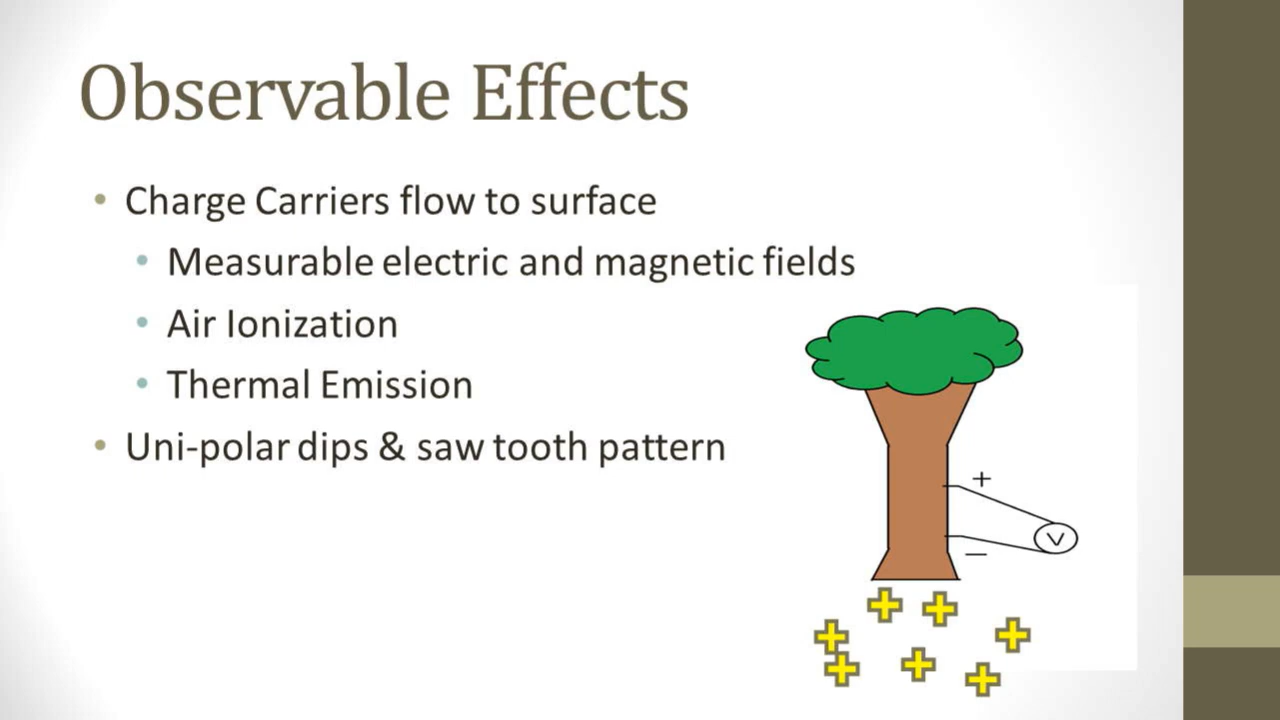 Observable Effects
• Charge Carriers flow to surface
• Measurable electric and magnetic fields
• Air Ionization
• Thermal Emission
• Uni-polar dips & saw tooth pattern
+
V
—